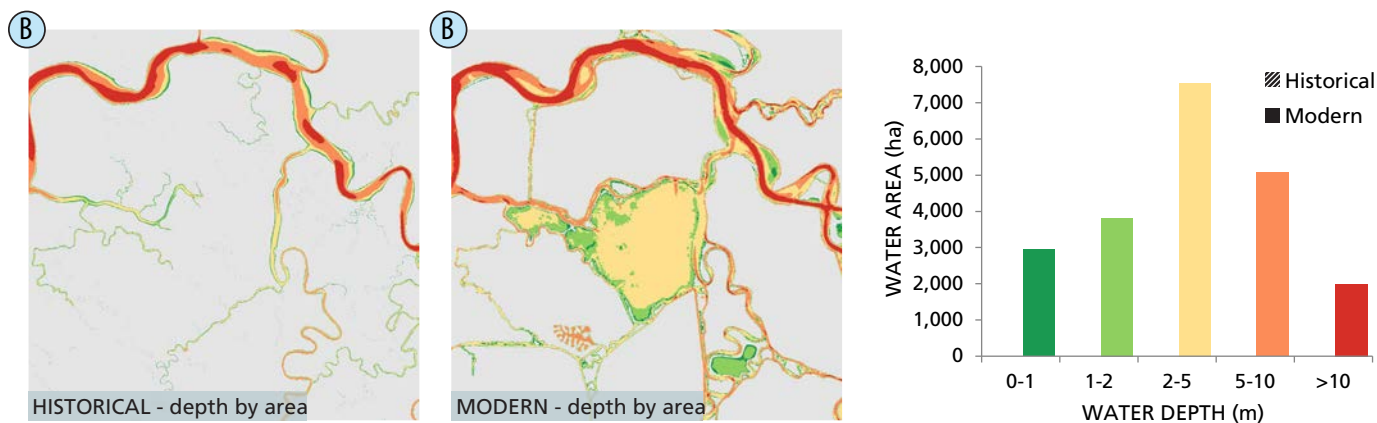 B
HISTORICAL - depth by area
B
MODERN - depth by area
WATER AREA (ha)
8,000
7,000
6,000
5,000
4,000
3,000
2,000
1,000
0
Historical
Modern
0-1 1-2 2-5 5-10 >10
WATER DEPTH (m)